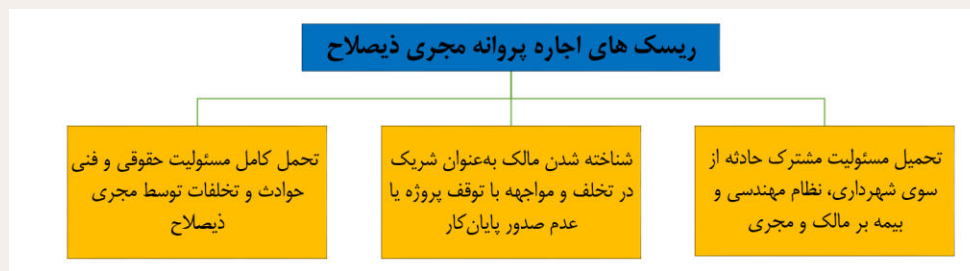 ریسک های اجاره پروانه مجری ذیصلاح
تحمیل مسئولیت مشترک حادثه از
سوی شهرداری، نظام مهندسی و
بیمه بر مالک و مجری
شناخته شدن مالک به‌عنوان شریک
در تخلف و مواجهه با توقف پروژه یا
عدم صدور پایان‌کار
تحمل کامل مسئولیت حقوقی و فنی
حوادث و تخلفات توسط مجری
ذیصلاح